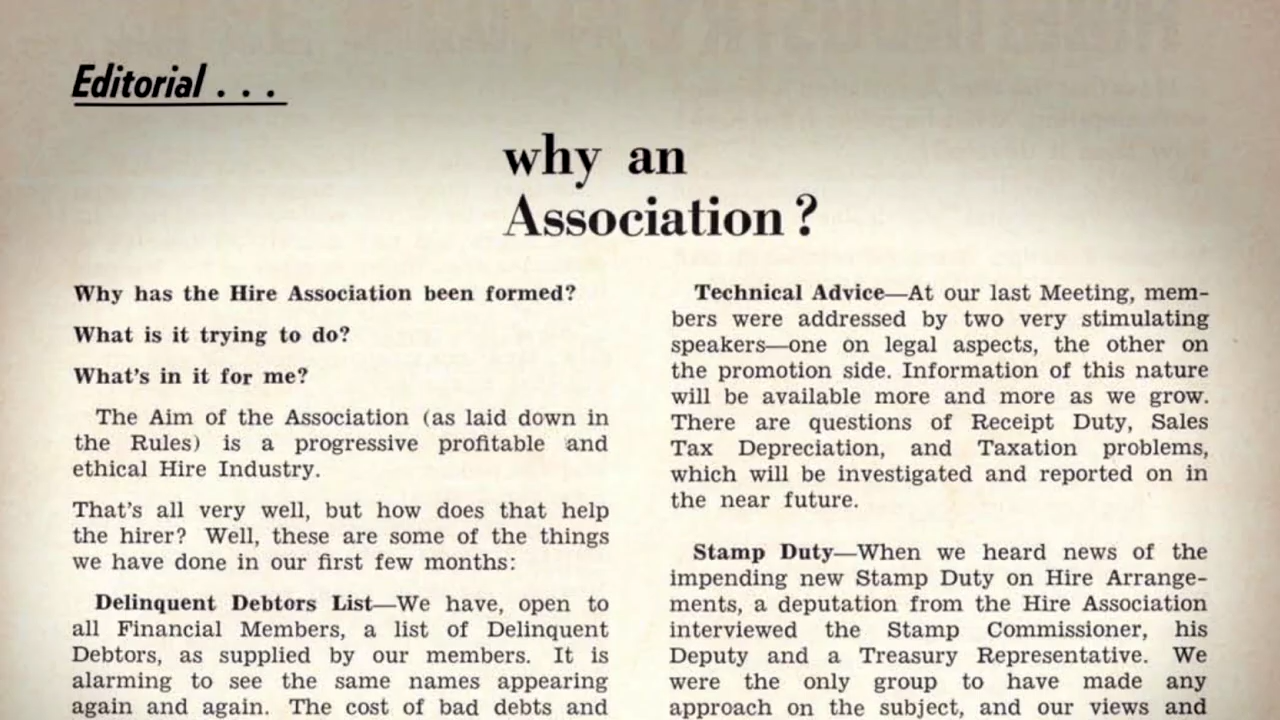 Editorial . . .
why an
Association ?
Why has the Hire Association been formed?
What is it trying to do?
What's in it for me?
The Aim of the Association (as laid down in
the Rules) is a progressive profitable and
ethical Hire Industry.
That's all very well, but how does that help
the hirer? Well, these are some of the things
we have done in our first few months:
Delinquent Debtors List—We have, open to
all Financial Members, a list of Delinquent
Debtors, as supplied by our members. It is
alarming to see the same names appearing
again and again. The cost of bad debts and
Technical Advice—At our last Meeting, mem-
bers were addressed by two very stimulating
speakers—one on legal aspects, the other on
the promotion side. Information of this nature
will be available more and more as we grow.
There are questions of Receipt Duty, Sales
Tax Depreciation, and Taxation problems,
which will be investigated and reported on in
the near future.
Stamp Duty—When we heard news of the
impending new Stamp Duty on Hire Arrange-
ments, a deputation from the Hire Association
interviewed the Stamp Commissioner, his
Deputy and a Treasury Representative. We
were the only group to have made any
approach on the subject, and our views and